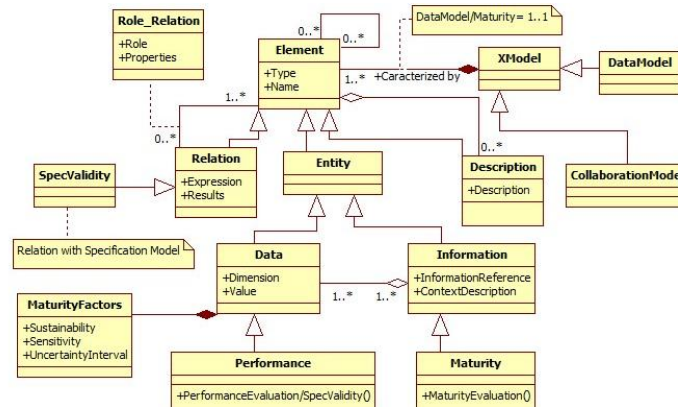 Role_Relation
+Role
+Properties
Element
+Type
+Name
0..*
0..*
DataModel/Maturity= 1..1
XModel
DataModel
1..*
+Caracterized by
1..*
0..*
0..*
SpecValidity
Relation
+Expression
+Results
Entity
Description
+Description
CollaborationMode
Relation with Specification Model
Data
+Dimension
+Value
1..*
1..*
Information
+InformationReference
+ContextDescription
MaturityFactors
+Sustainability
+Sensitivity
+UncertaintyInterval
Performance
+PerformanceEvaluation/SpecValidity()
Maturity
+MaturityEvaluation()